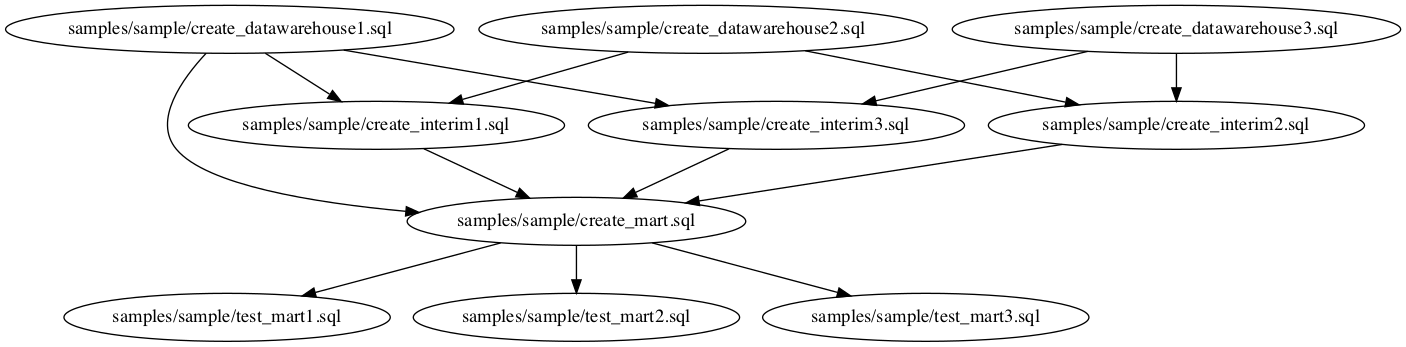 samples/sample/create_datawarehouse1.sql
samples/sample/create_datawarehouse2.sql
samples/sample/create_datawarehouse3.sql
samples/sample/create_interim1.sql
samples/sample/create_interim3.sql
samples/sample/create_interim2.sql
samples/sample/create_mart.sql
samples/sample/test_mart1.sql
samples/sample/test_mart2.sql
samples/sample/test_mart3.sql